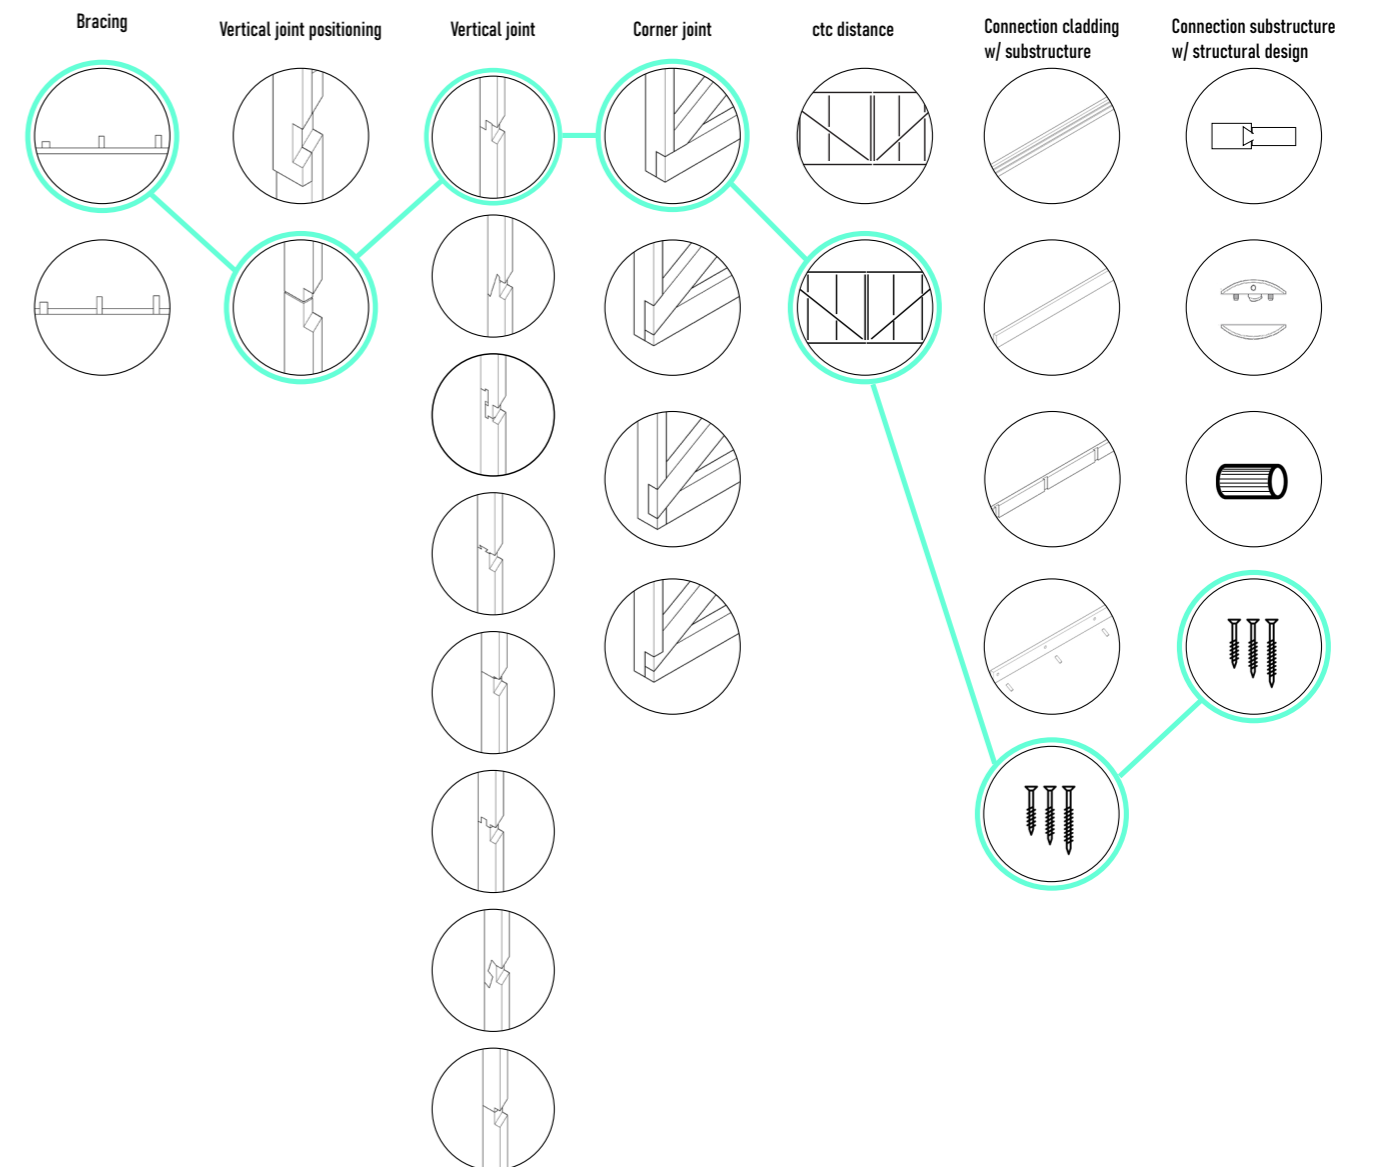 Bracing
Vertical joint positioning
Vertical joint
Corner joint
ctc distance
Connection cladding
w/ substructure
Connection substructure
w/ structural design